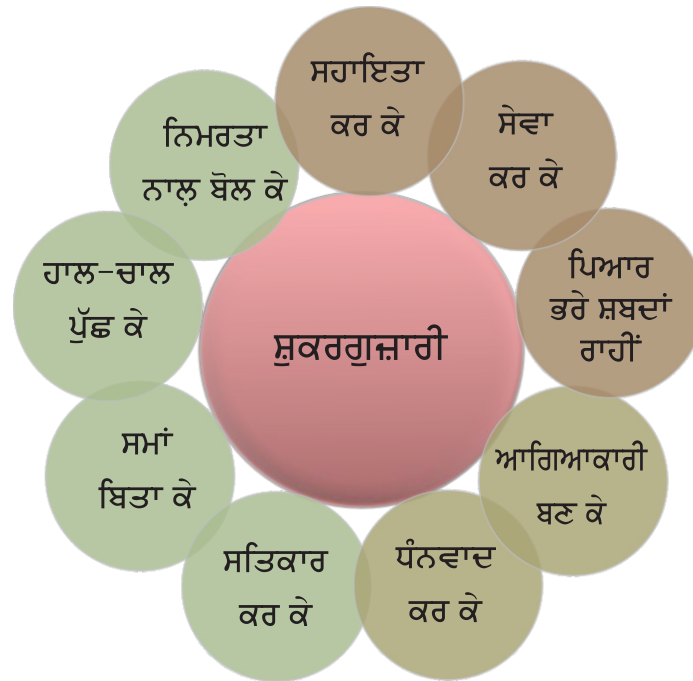 ਸਹਾਇਤਾ
ਕਰ ਕੇ
ਸੇਵਾ
ਕਰ ਕੇ
ਪਿਆਰ
ਭਰੇ ਸ਼ਬਦਾਂ
ਰਾਹੀਂ
ਆਗਿਆਕਾਰੀ
ਬਣ ਕੇ
ਧੰਨਵਾਦ
ਕਰ ਕੇ
ਸਤਿਕਾਰ
ਕਰ ਕੇ
ਸਮਾਂ
ਬਿਤਾ ਕੇ
ਹਾਲ-ਚਾਲ
ਪੁੱਛ ਕੇ
ਨਿਮਰਤਾ
ਨਾਲ਼ ਬੋਲ ਕੇ
ਸ਼ੁਕਰਗੁਜ਼ਾਰੀ